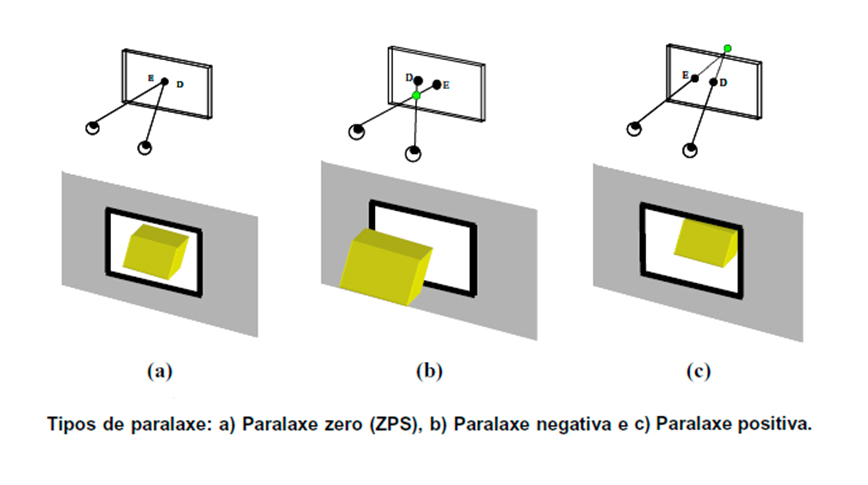 E D
D E
E D
(a) (b) (c)
Tipos de paralaxe: a) Paralaxe zero (ZPS), b) Paralaxe negativa e c) Paralaxe positiva.